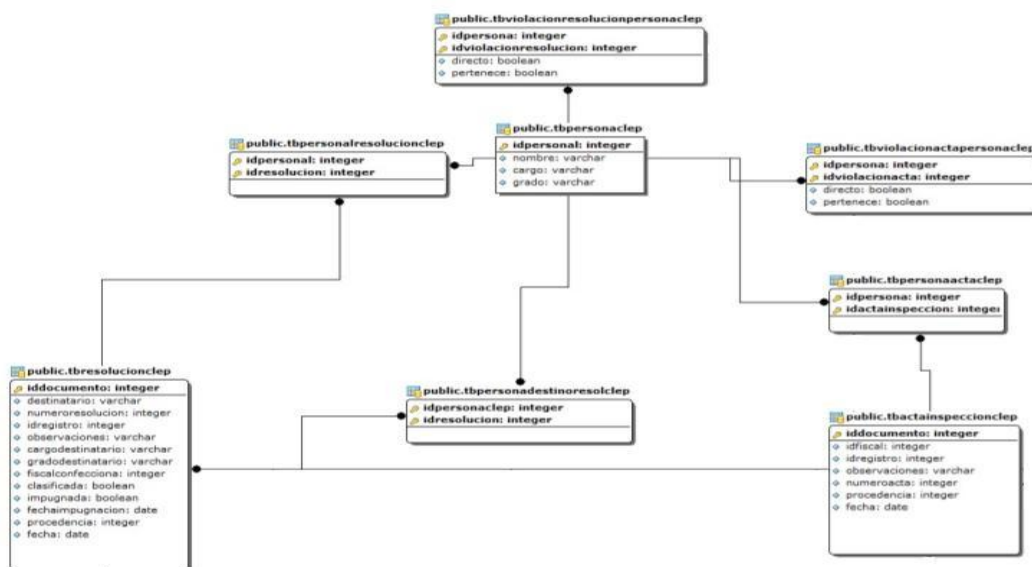 public.tbviolacionresolucionpersonaclep
idpersona: integer
idviolacionresolucion: integer
directo: boolean
pertenece: boolean
public.tbpersonaclep
idpersonal: integer
nombre: varchar
cargo: varchar
grado: varchar
public.tbpersonalresolucionclep
idpersonal: integer
idresolucion: integer
public.tbviolacionactapersonaclep
idpersona: integer
idviolacionacta: integer
directo: boolean
pertenece: boolean
public.tbpersonaactaclep
idpersona: integer
idactainspeccion: integer
public.tbresolucionclep
iddocumento: integer
destinatario: varchar
numeroresolucion: integer
idregistro: integer
observaciones: varchar
cargodestinatario: varchar
gradodestinatario: varchar
fiscalconfecciona: integer
clasificada: boolean
impugnada: boolean
fechaimpugnacion: date
procedencia: integer
fecha: date
public.tbpersonadestinoresolclep
idpersonaclep: integer
idresolucion: integer
public.tbactainspeccionclep
iddocumento: integer
idfiscal: integer
idregistro: integer
observaciones: varchar
numeroacta: integer
procedencia: integer
fecha: date